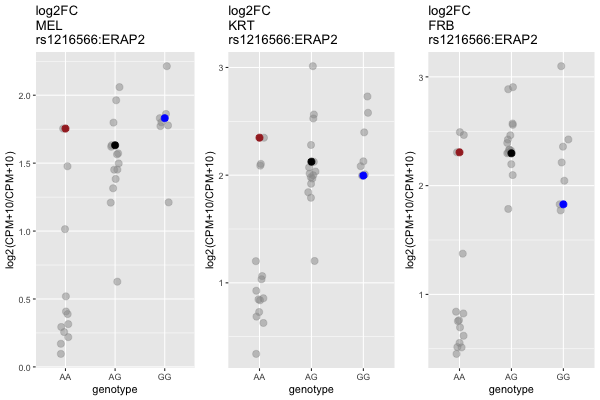 log2FC
MEL
rs1216566:ERAP2
log2(CPM+10/CPM+10)
2.0
1.5
1.0
0.5
0.0
AA AG GG
genotype
log2FC
KRT
rs1216566:ERAP2
log2(CPM+10/CPM+10)
3
2
1
AA AG GG
genotype
log2FC
FRB
rs1216566:ERAP2
log2(CPM+10/CPM+10)
3
2
1
AA AG GG
genotype